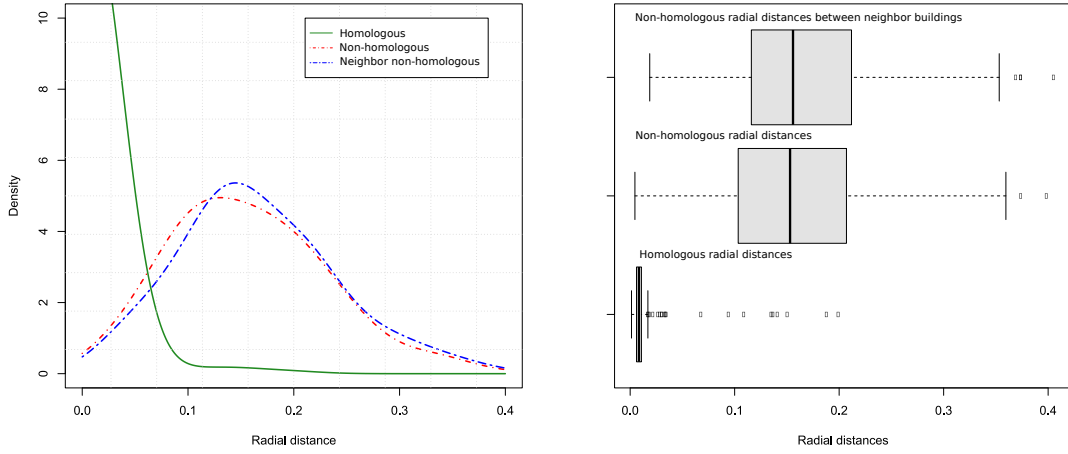 Homologous
Non-homologous
Neighbor non-homologous
10
8
6
4
2
0
Density
0.0
0.1
0.2
0.3
0.4
Radial distance
Non-homologous radial distances between neighbor buildings
Non-homologous radial distances
Homologous radial distances
0.0
0.1
0.2
0.3
0.4
Radial distances